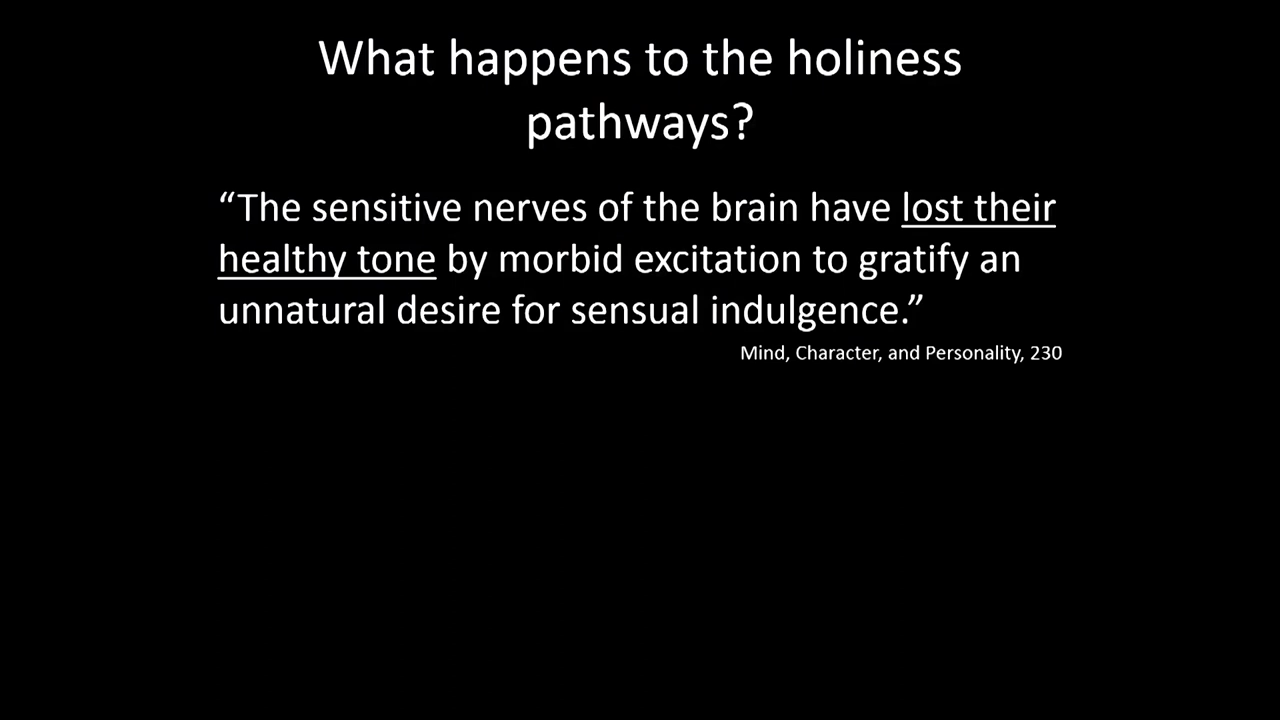 What happens to the holiness
pathways?
“The sensitive nerves of the brain have lost their
healthy tone by morbid excitation to gratify an
unnatural desire for sensual indulgence.”
Mind, Character, and Personality, 230